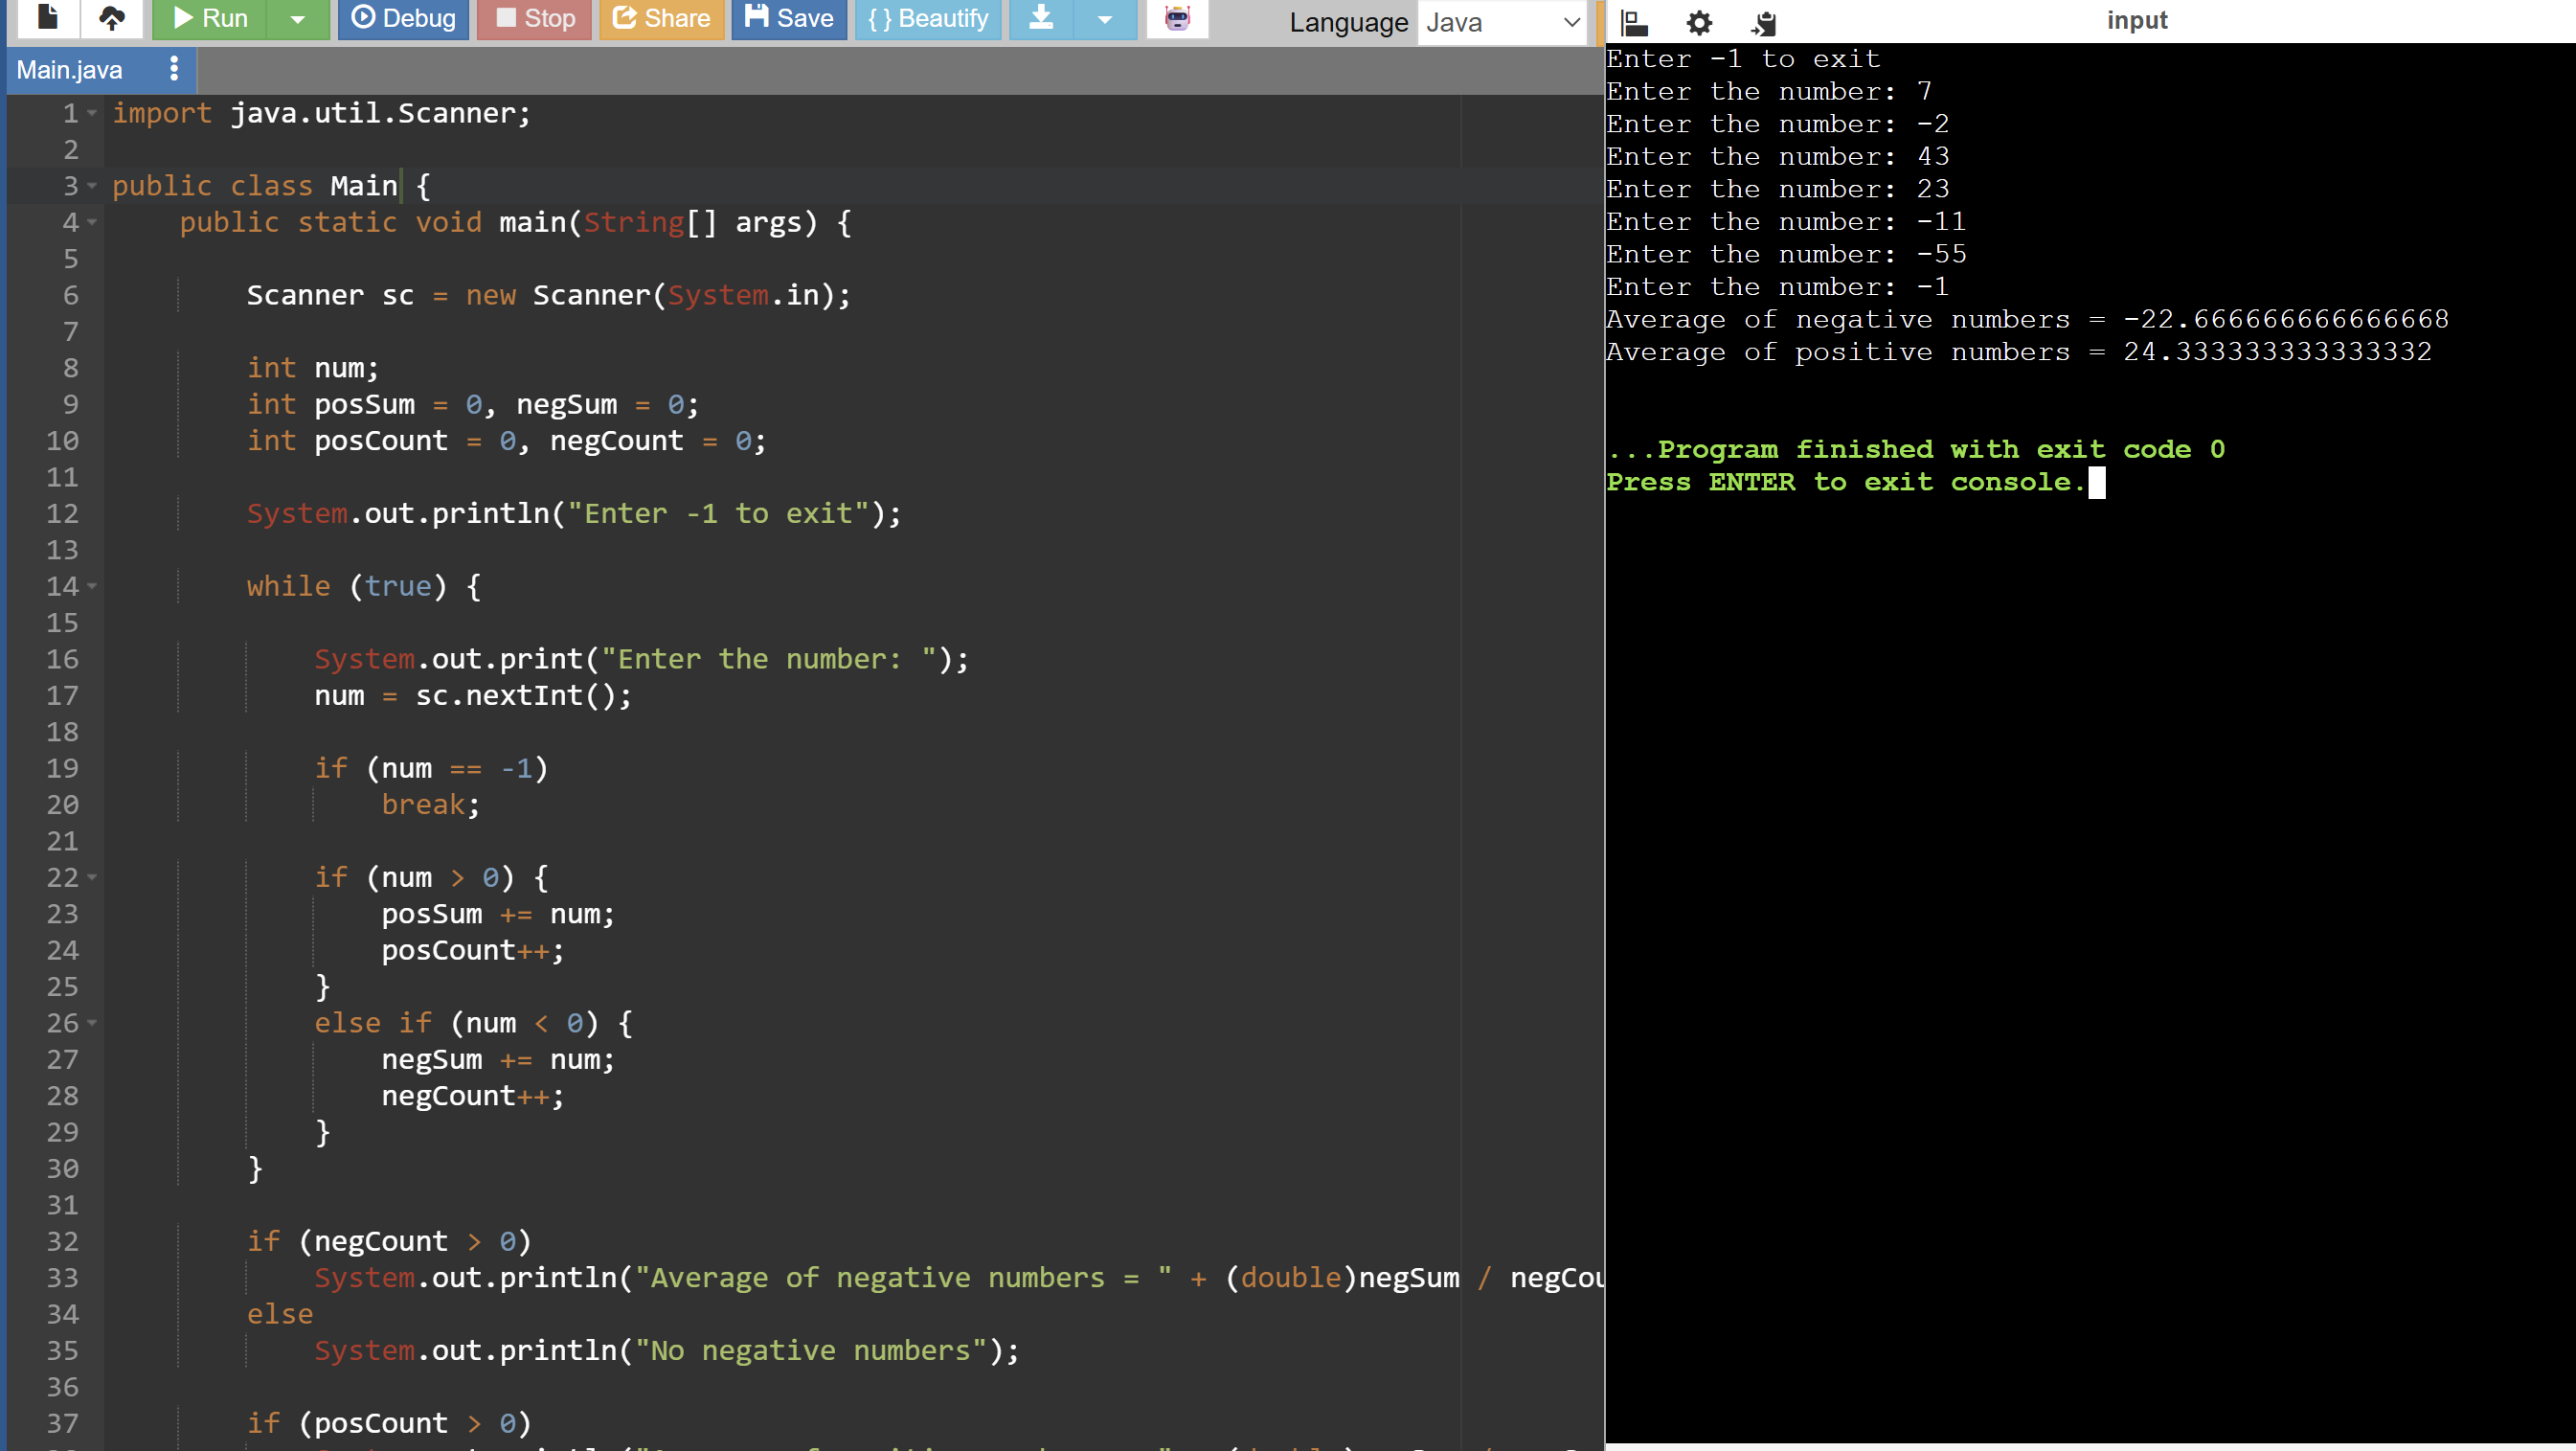 Run Debug Stop Share Save { } Beautify Language Java
Main.java
1 import java.util.Scanner;
2
3 public class Main {
4 public static void main(String[] args) {
5
6 Scanner sc = new Scanner(System.in);
7
8 int num;
9 int posSum = 0, negSum = 0;
10 int posCount = 0, negCount = 0;
11
12 System.out.println("Enter -1 to exit");
13
14 while (true) {
15
16 System.out.print("Enter the number: ");
17 num = sc.nextInt();
18
19 if (num == -1)
20 break;
21
22 if (num > 0) {
23 posSum += num;
24 posCount++;
25 }
26 else if (num < 0) {
27 negSum += num;
28 negCount++;
29 }
30 }
31
32 if (negCount > 0)
33 System.out.println("Average of negative numbers = " + (double)negSum / negCou
34 else
35 System.out.println("No negative numbers");
36
37 if (posCount > 0)
input
Enter -1 to exit
Enter the number: 7
Enter the number: -2
Enter the number: 43
Enter the number: 23
Enter the number: -11
Enter the number: -55
Enter the number: -1
Average of negative numbers = -22.666666666666668
Average of positive numbers = 24.333333333333332
...Program finished with exit code 0
Press ENTER to exit console.